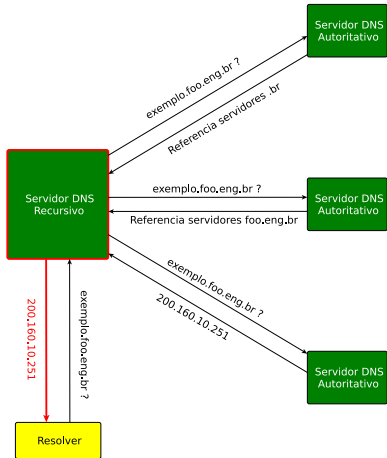 Servidor DNS
Autoritativo
exemplo.foo.eng.br ?
Referencia servidores .br
Servidor DNS
Recursivo
exemplo.foo.eng.br ?
Referencia servidores foo.eng.br
Servidor DNS
Autoritativo
exemplo.foo.eng.br ?
200.160.10.251
Servidor DNS
Autoritativo
200.160.10.251
exemplo.foo.eng.br ?
Resolver